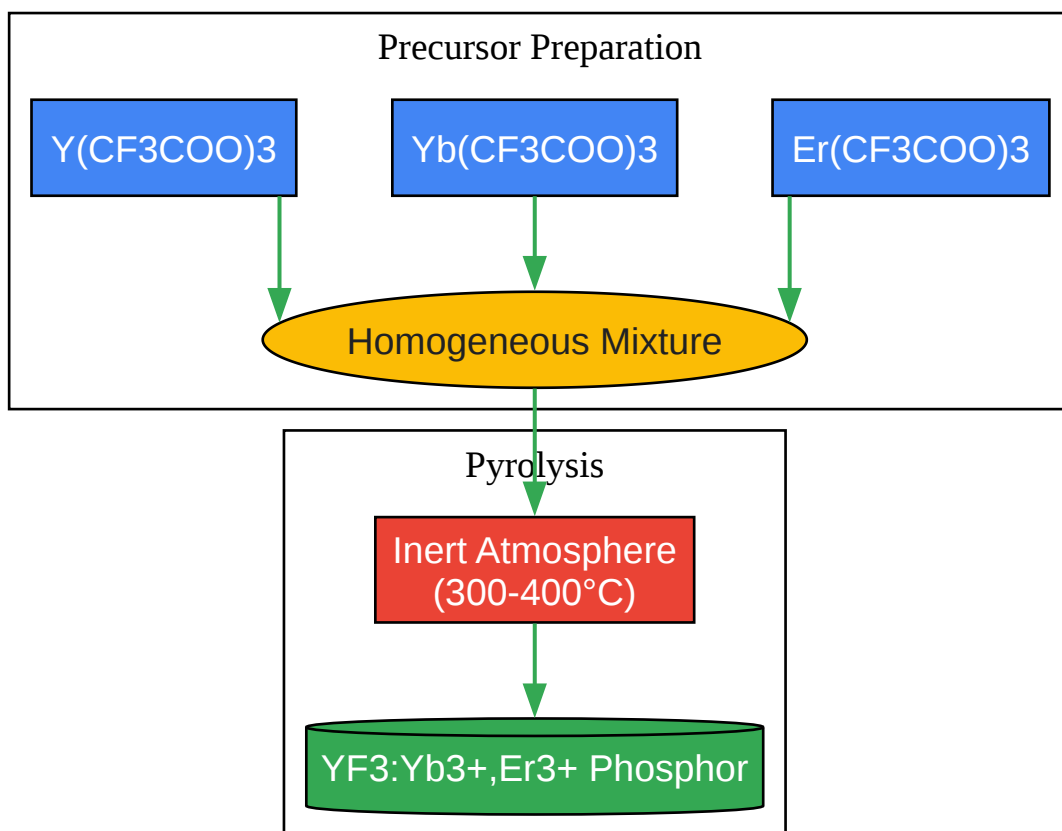 Precursor Preparation
Y(CF3COO)3
Yb(CF3COO)3
Er(CF3COO)3
Homogeneous Mixture
Pyrolysis
Inert Atmosphere
(300-400°C)
YF3:Yb3+,Er3+ Phosphor